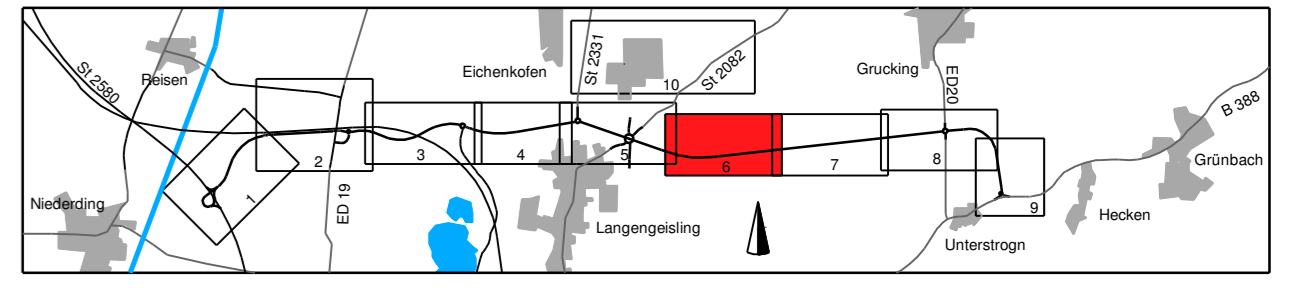 St 2580
Reisen
Eichenkofen
St 2331
10
St 2082
Grucking
ED20
B 388
Grünbach
Niederding
1
2
ED 19
3
4
5
6
7
8
9
Langengeisling
Hecken
Unterstrogn